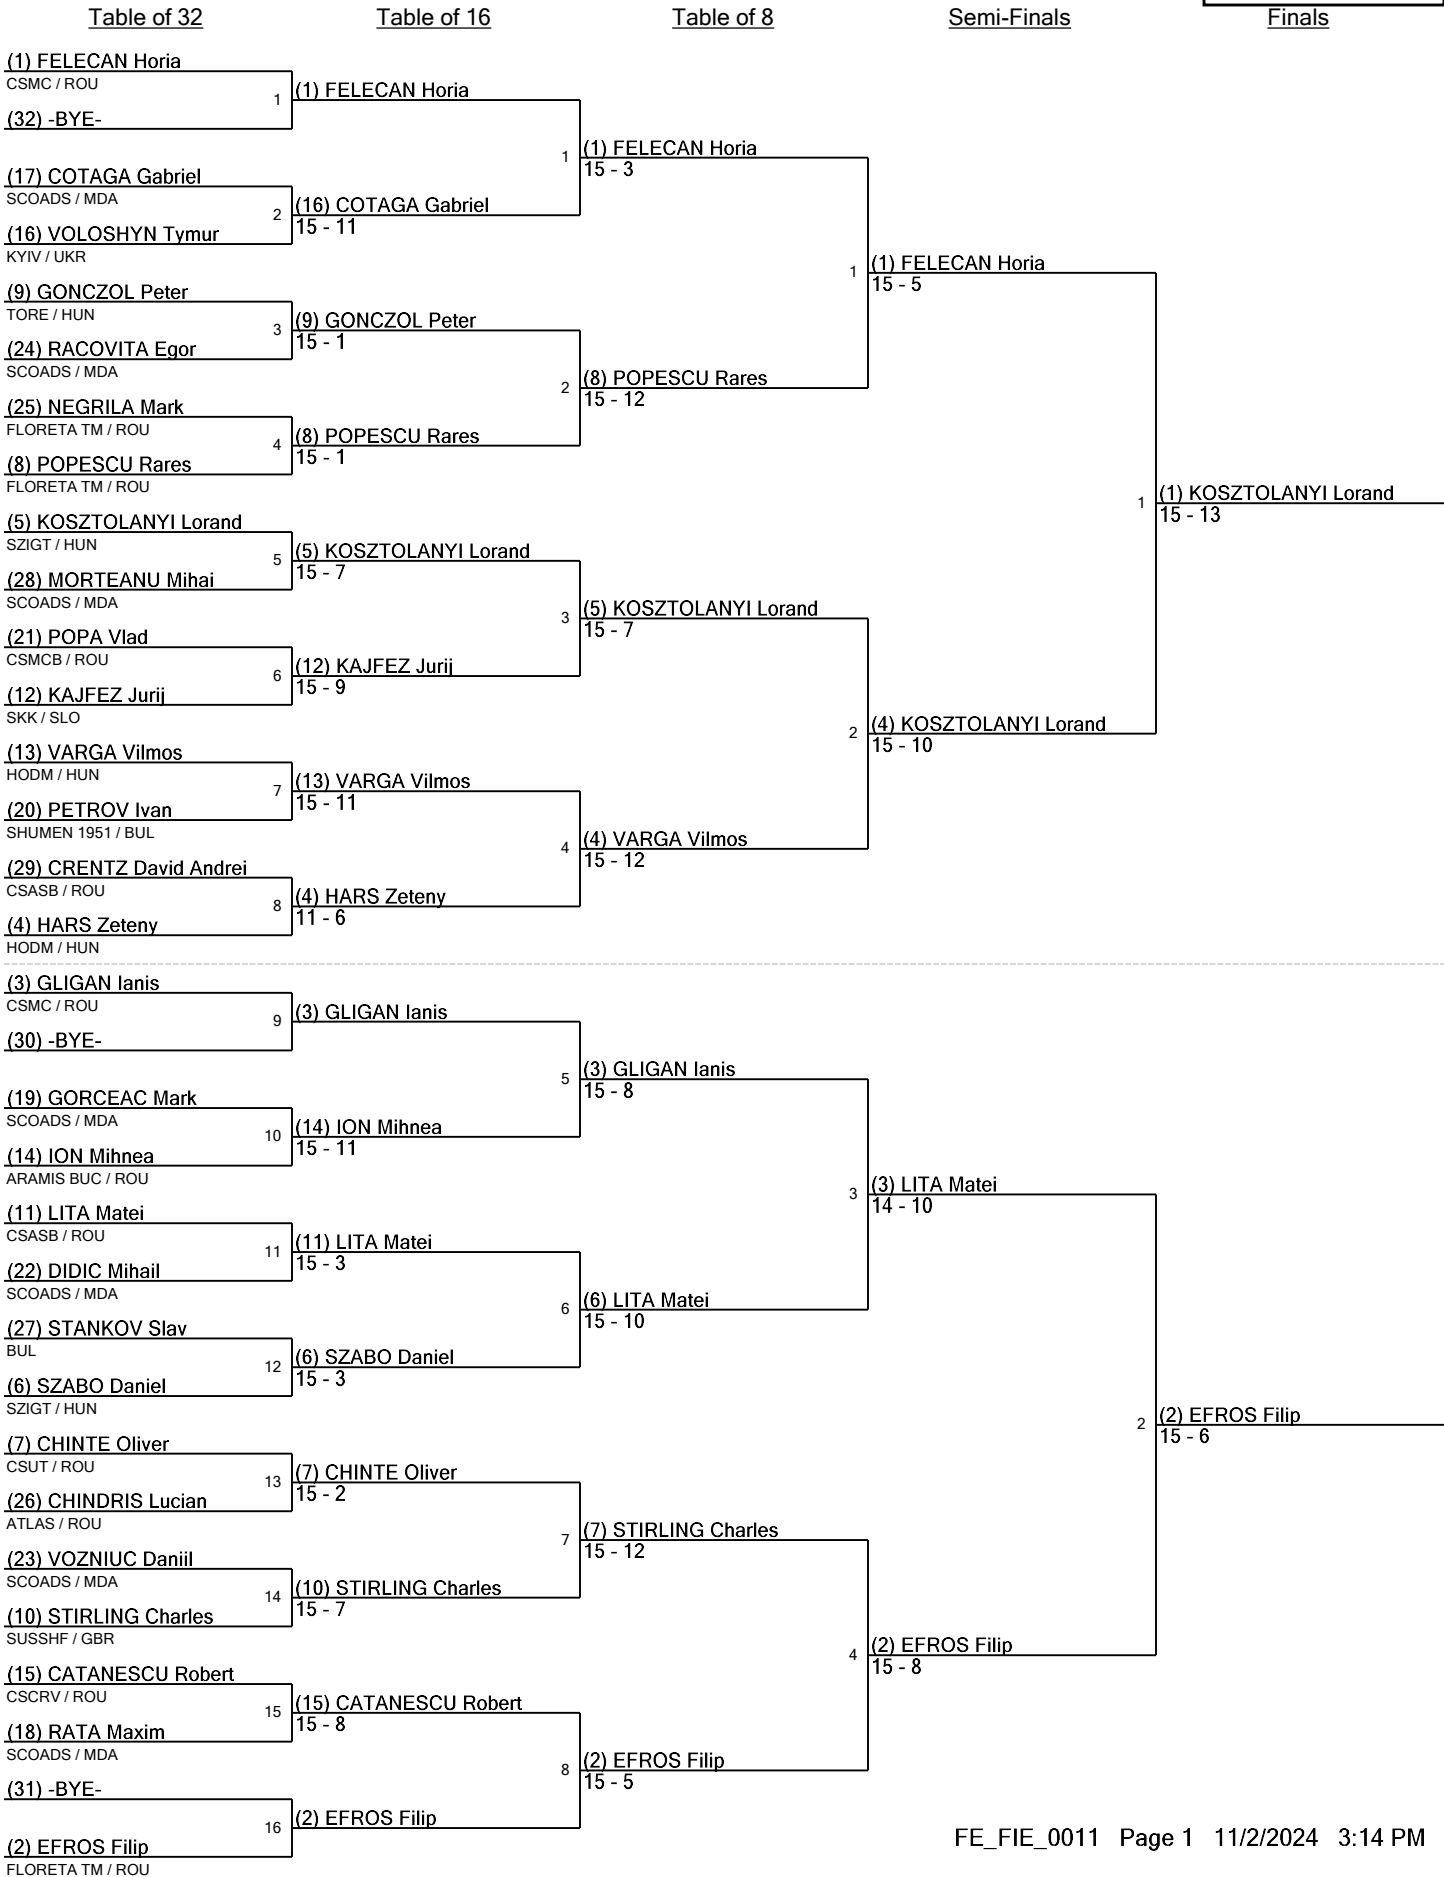 Table of 32
Table of 16
Table of 8
Semi-Finals
Finals
(1) FELECAN Horia
CSMC / ROU
1
(32) -BYE-
(17) COTAGA Gabriel
SCOADS / MDA
2
(16) VOLOSHYN Tymur
KYIV / UKR
(9) GONCZOL Peter
TORE / HUN
3
(24) RACOVITA Egor
SCOADS / MDA
(25) NEGRILA Mark
FLORETA TM / ROU
4
(8) POPESCU Rares
FLORETA TM / ROU
(5) KOSZTOLANYI Lorand
SZIGT / HUN
5
(28) MORTEANU Mihai
SCOADS / MDA
(21) POPA Vlad
CSMCB / ROU
6
(12) KAJFEZ Jurij
SKK / SLO
(13) VARGA Vilmos
HODM / HUN
7
(20) PETROV Ivan
SHUMEN 1951 / BUL
(29) CRENTZ David Andrei
CSASB / ROU
8
(4) HARS Zeteny
HODM / HUN
(3) GLIGAN Ianis
CSMC / ROU
9
(30) -BYE-
(19) GORCEAC Mark
SCOADS / MDA
10
(14) ION Mihnea
ARAMIS BUC / ROU
(11) LITA Matei
CSASB / ROU
11
(22) DIDIC Mihail
SCOADS / MDA
(27) STANKOV Slav
BUL
12
(6) SZABO Daniel
SZIGT / HUN
(7) CHINTE Oliver
CSUT / ROU
13
(26) CHINDRIS Lucian
ATLAS / ROU
(23) VOZNIUC Daniil
SCOADS / MDA
14
(10) STIRLING Charles
SUSSHF / GBR
(15) CATANESCU Robert
CSCRV / ROU
15
(18) RATA Maxim
SCOADS / MDA
(31) -BYE-
16
(2) EFROS Filip
FLORETA TM / ROU
(1) FELECAN Horia
1
(16) COTAGA Gabriel
15 - 11
(9) GONCZOL Peter
15 - 1
2
(8) POPESCU Rares
15 - 1
(5) KOSZTOLANYI Lorand
15 - 7
3
(12) KAJFEZ Jurij
15 - 9
(13) VARGA Vilmos
15 - 11
4
(4) HARS Zeteny
11 - 6
(3) GLIGAN Ianis
5
(14) ION Mihnea
15 - 11
(11) LITA Matei
15 - 3
6
(6) SZABO Daniel
15 - 3
(7) CHINTE Oliver
15 - 2
7
(10) STIRLING Charles
15 - 7
(15) CATANESCU Robert
15 - 8
8
(2) EFROS Filip
(1) FELECAN Horia
15 - 3
1
(8) POPESCU Rares
15 - 12
(5) KOSZTOLANYI Lorand
15 - 7
2
(4) VARGA Vilmos
15 - 12
(3) GLIGAN Ianis
15 - 8
3
(6) LITA Matei
15 - 10
(7) STIRLING Charles
15 - 12
4
(2) EFROS Filip
15 - 5
(1) FELECAN Horia
15 - 5
1
(4) KOSZTOLANYI Lorand
15 - 10
(3) LITA Matei
14 - 10
2
(2) EFROS Filip
15 - 8
(1) KOSZTOLANYI Lorand
15 - 13
(2) EFROS Filip
15 - 6
FE_FIE_0011 Page 1 11/2/2024 3:14 PM